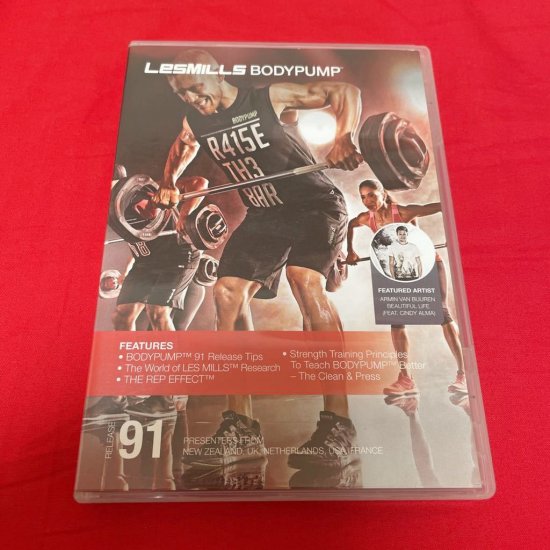 LESMILLS BODYPUMP
BODYPUMP
R415E
TH3
8AR
FEATURED ARTIST
ARMIN VAN BUUREN
BEAUTIFUL LIFE
(FEAT. CINDY ALMA)
FEATURES
• BODYPUMP™ 91 Release Tips
• The World of LES MILLS™ Research
• THE REP EFFECT™
• Strength Training Principles
To Teach BODYPUMP™ Better
– The Clean & Press
RELEASE 91
PRESENTERS FROM
NEW ZEALAND, UK, NETHERLANDS, USA, FRANCE